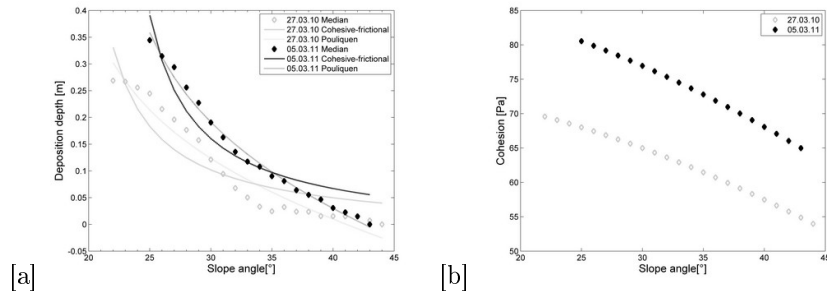 27.03.10 Median
27.03.10 Cohesive-frictional
27.03.10 Pouliquen
05.03.11 Median
05.03.11 Cohesive-frictional
05.03.11 Pouliquen
0.4
0.35
0.3
0.25
0.2
0.15
0.1
0.05
0
-0.05
Deposition depth [m]
20 25 30 35 40 45
Slope angle[°]
[a]
27.03.10
05.03.11
85
80
75
70
65
60
55
50
Cohesion [Pa]
20 25 30 35 40 45
Slope angle[°]
[b]